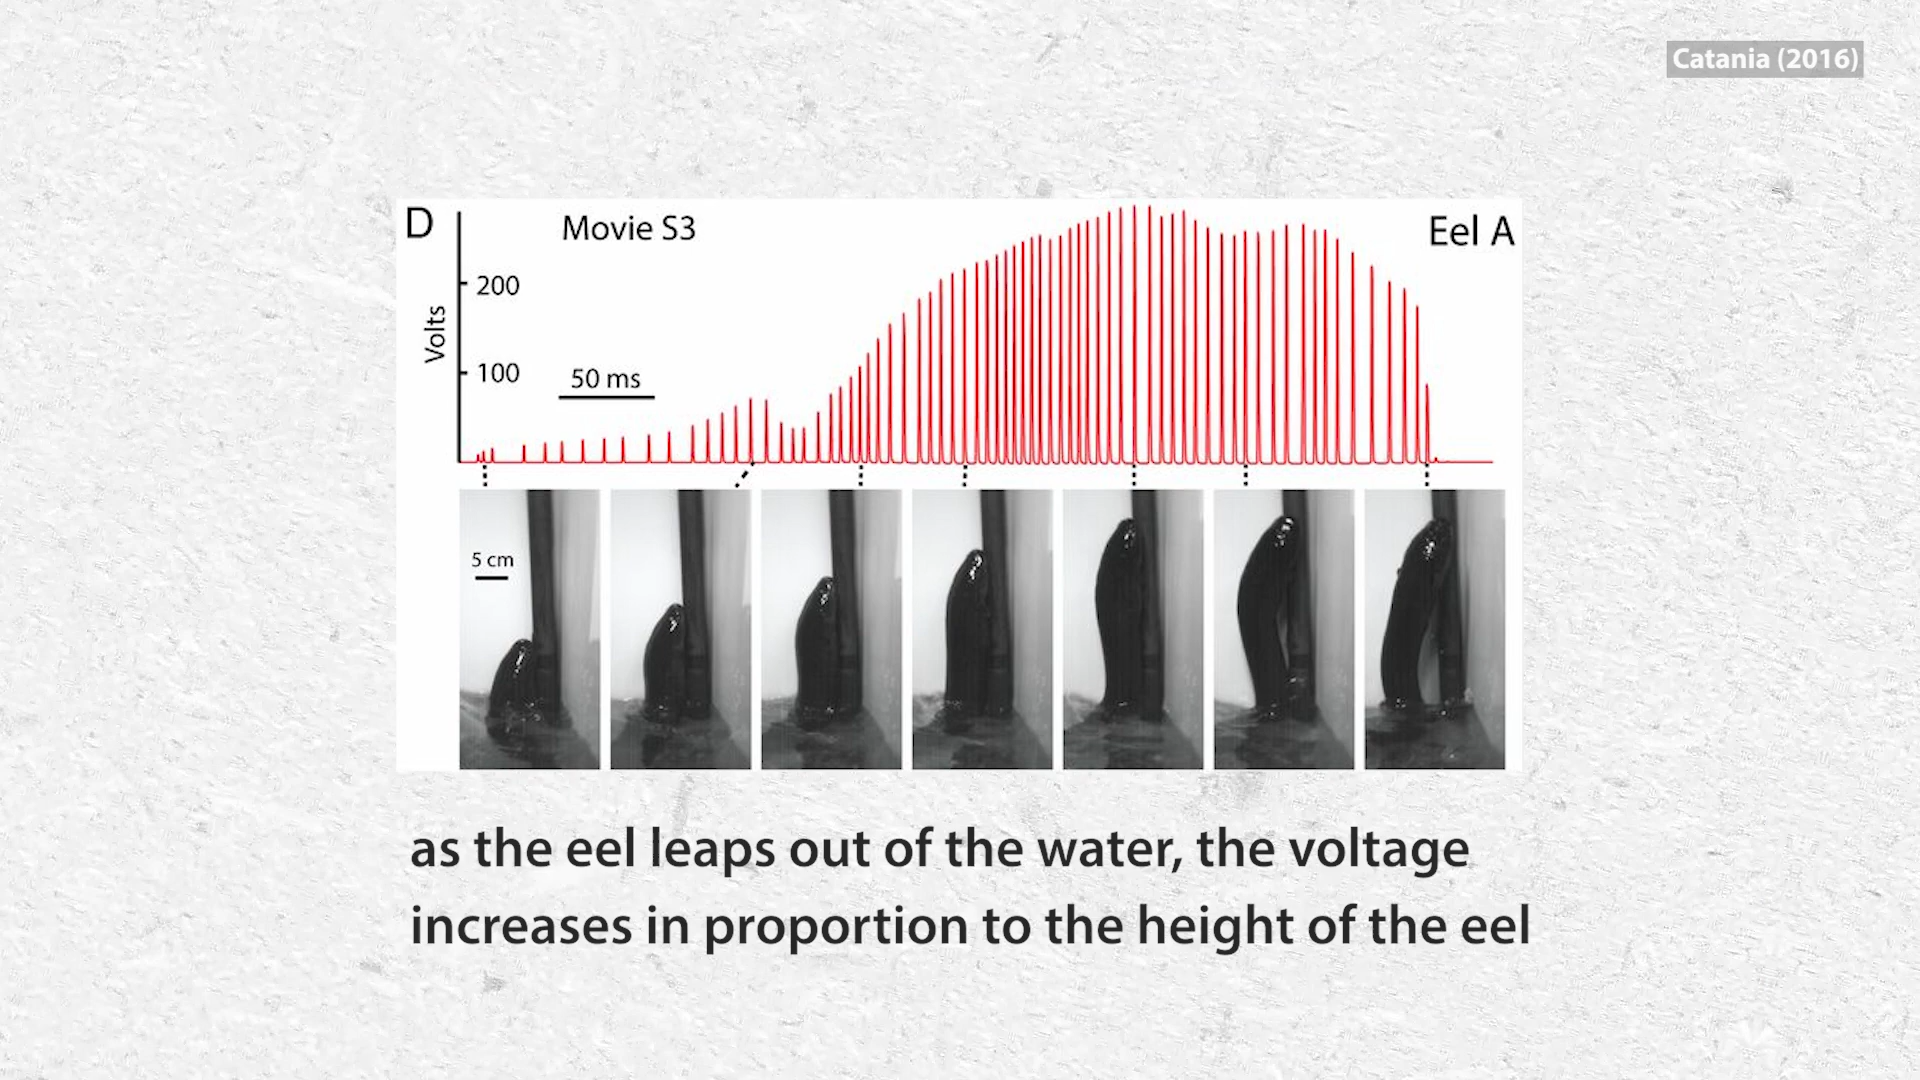 Catania (2016)
D
Movie S3
Eel A
200
Volts
100
50 ms
5 cm
as the eel leaps out of the water, the voltage
increases in proportion to the height of the eel